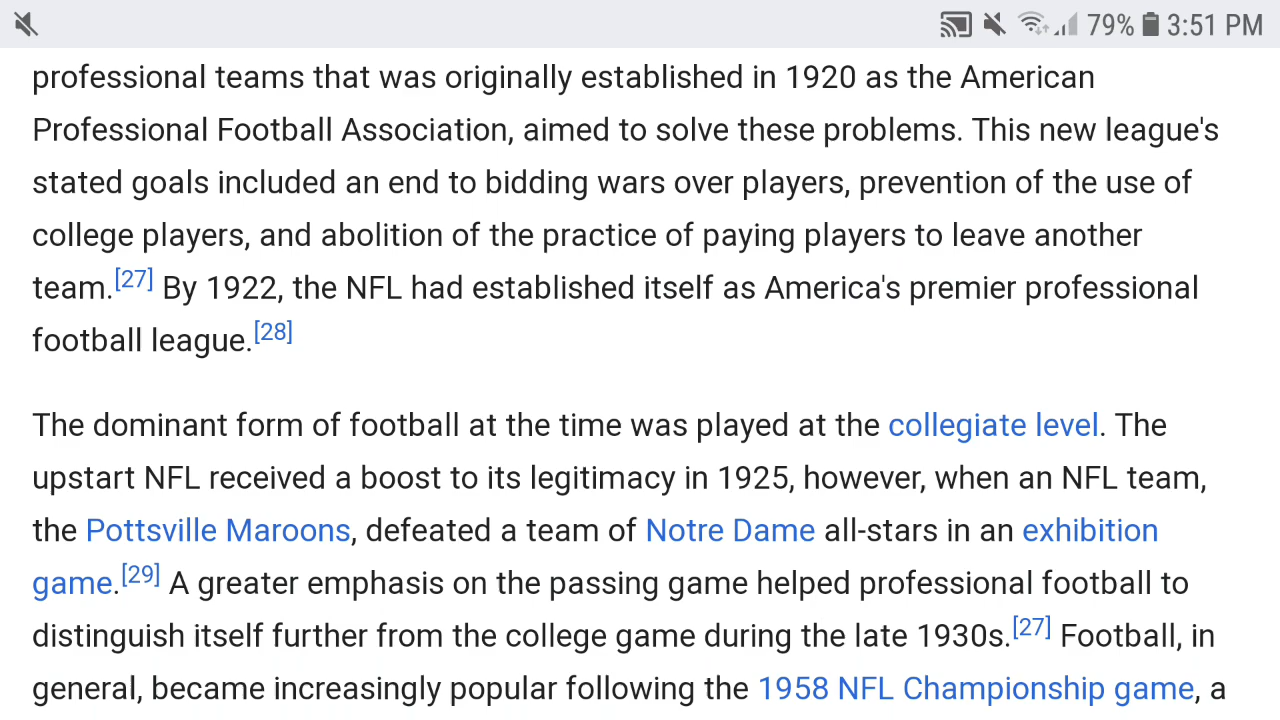 79% 3:51 PM
professional teams that was originally established in 1920 as the American
Professional Football Association, aimed to solve these problems. This new league's
stated goals included an end to bidding wars over players, prevention of the use of
college players, and abolition of the practice of paying players to leave another
team.[27] By 1922, the NFL had established itself as America's premier professional
football league.[28]
The dominant form of football at the time was played at the collegiate level. The
upstart NFL received a boost to its legitimacy in 1925, however, when an NFL team,
the Pottsville Maroons, defeated a team of Notre Dame all-stars in an exhibition
game.[29] A greater emphasis on the passing game helped professional football to
distinguish itself further from the college game during the late 1930s.[27] Football, in
general, became increasingly popular following the 1958 NFL Championship game, a